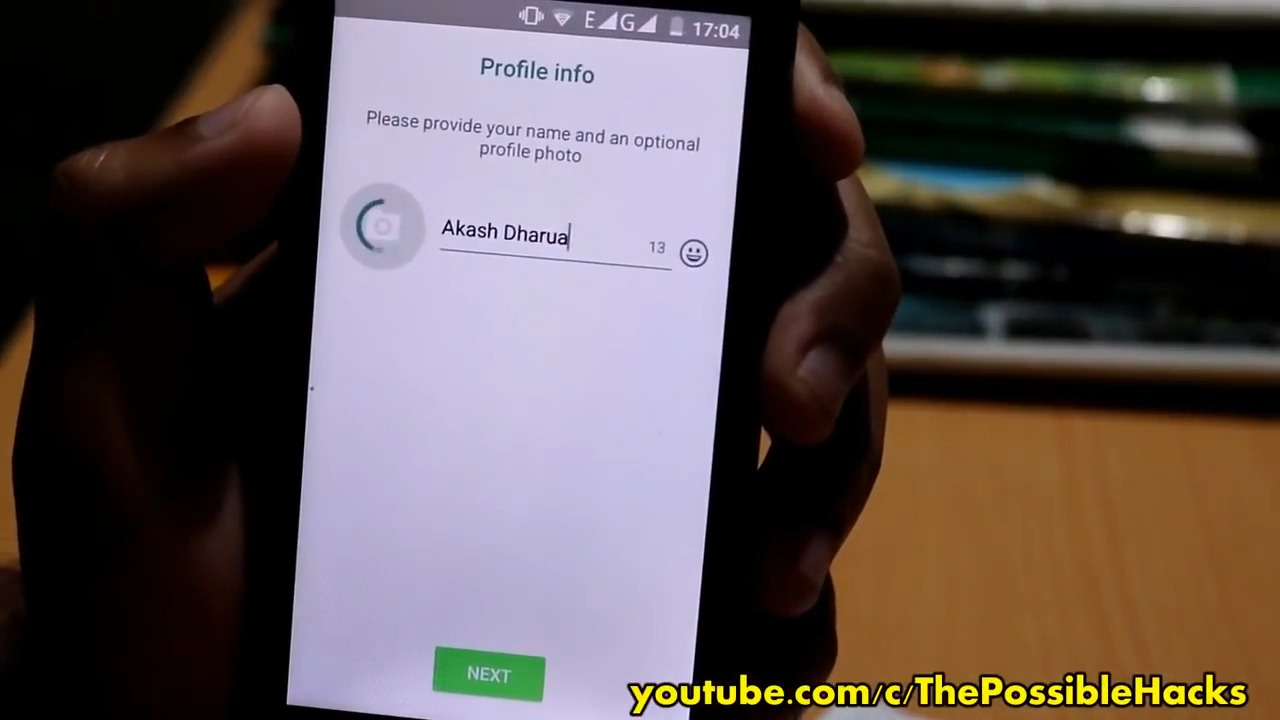 E G 17:04
Profile info
Please provide your name and an optional
profile photo
Akash Dharua
13
NEXT
youtube.com/c/ThePossibleHacks